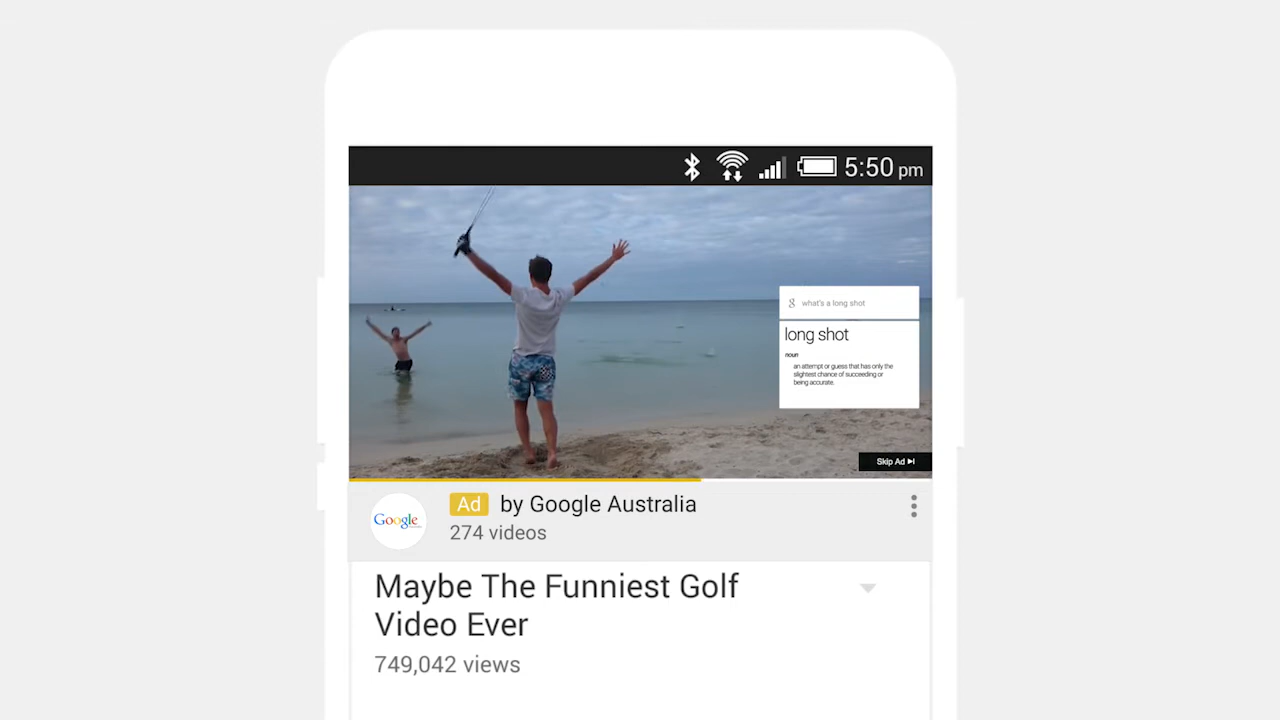 5:50 pm
g what's a long shot
long shot
noun
an attempt or guess that has only the
slightest chance of succeeding or
being accurate.
Skip Ad
Google
Ad by Google Australia
274 videos
Maybe The Funniest Golf
Video Ever
749,042 views